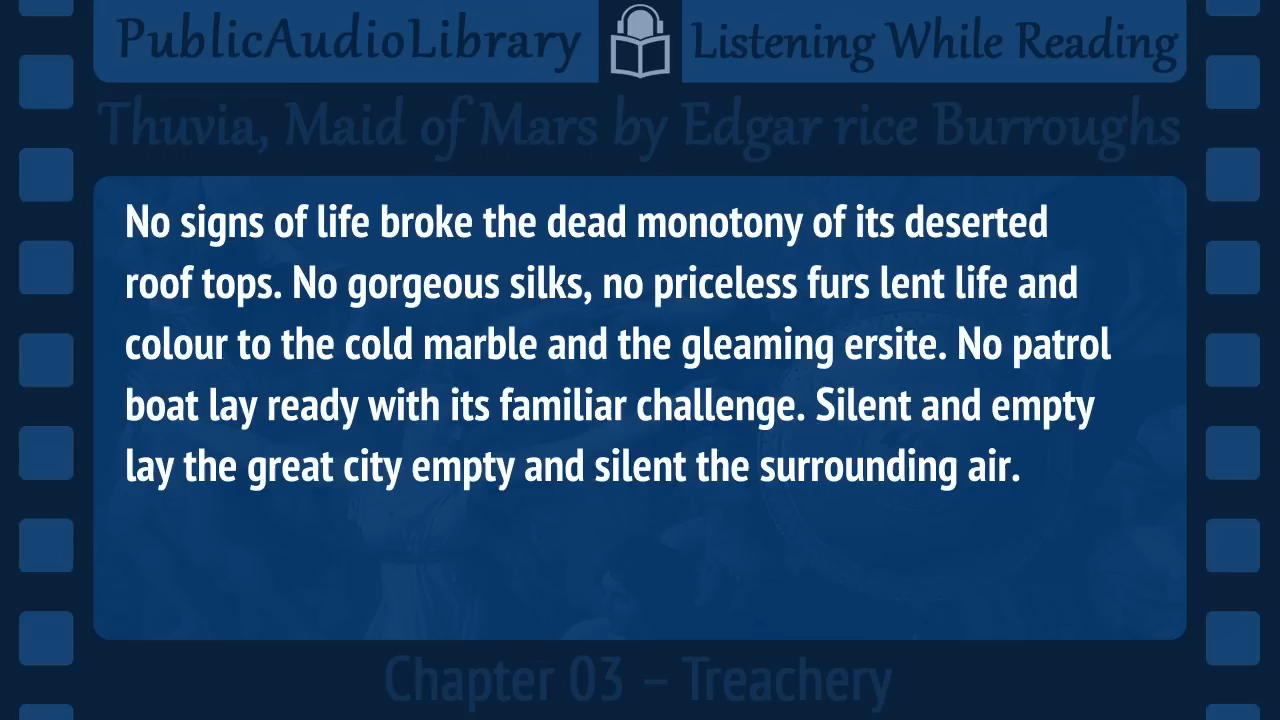 PublicAudioLibrary
Listening While Reading
Thuvia, Maid of Mars by Edgar rice Burroughs
No signs of life broke the dead monotony of its deserted
roof tops. No gorgeous silks, no priceless furs lent life and
colour to the cold marble and the gleaming ersite. No patrol
boat lay ready with its familiar challenge. Silent and empty
lay the great city empty and silent the surrounding air.
Chapter 03 – Treachery